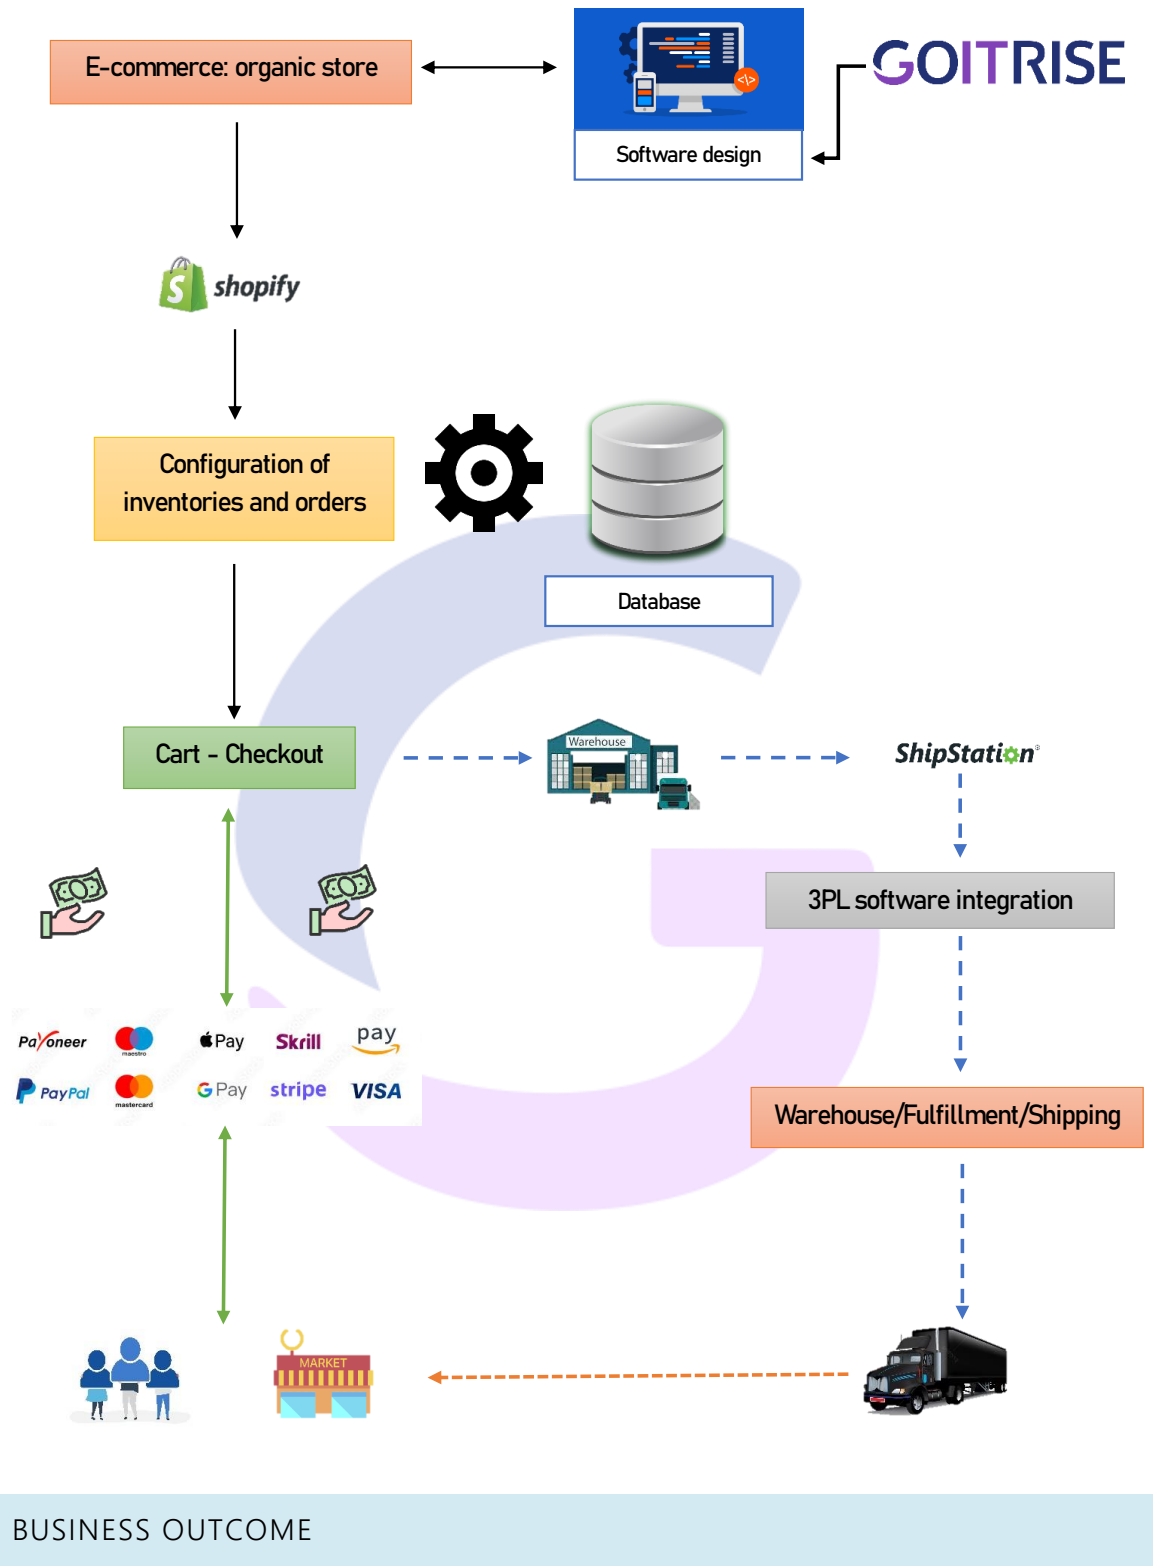 E-commerce: organic store
GOITRISE
Software design
shopify
Configuration of
inventories and orders
Database
Cart - Checkout
Warehouse
ShipStation®
3PL software integration
Payoneer
maestro
Pay
Skrill
pay
PayPal
mastercard
G Pay
stripe
VISA
Warehouse/Fulfillment/Shipping
MARKET
BUSINESS OUTCOME